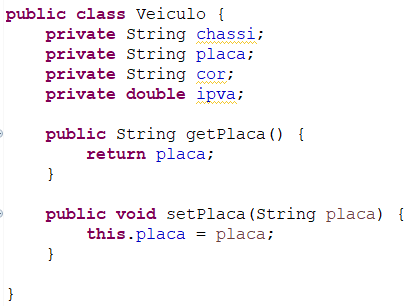 public class Veiculo {
    private String chassi;
    private String placa;
    private String cor;
    private double ipva;

    public String getPlaca() {
        return placa;
    }

    public void setPlaca(String placa) {
        this.placa = placa;
    }

}